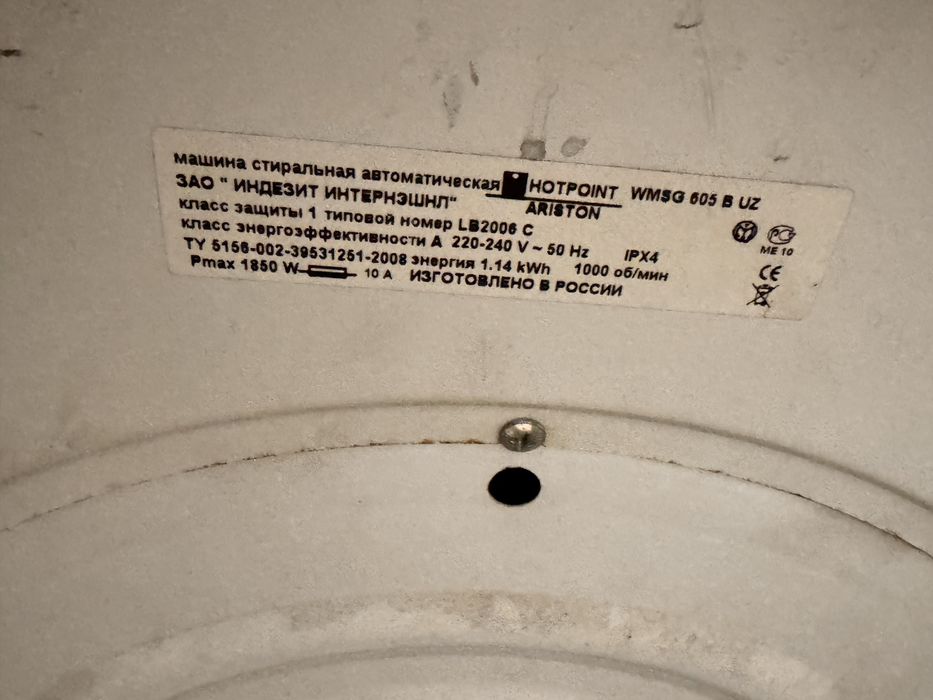 машина стиральная автоматическая HOTPOINT WMSG 605 B UZ
ЗАО " ИНДЕЗИТ ИНТЕРНЭШНЛ" ARISTON
класс защиты 1 типовой номер LB2006 C
класс энергоэффективности A 220-240 V ~ 50 Hz IPX4
ТУ 5156-002-39531251-2008 энергия 1.14 kWh 1000 об/мин
Pmax 1850 W 10 A ИЗГОТОВЛЕНО В РОССИИ
РСТ
ME 10
CE